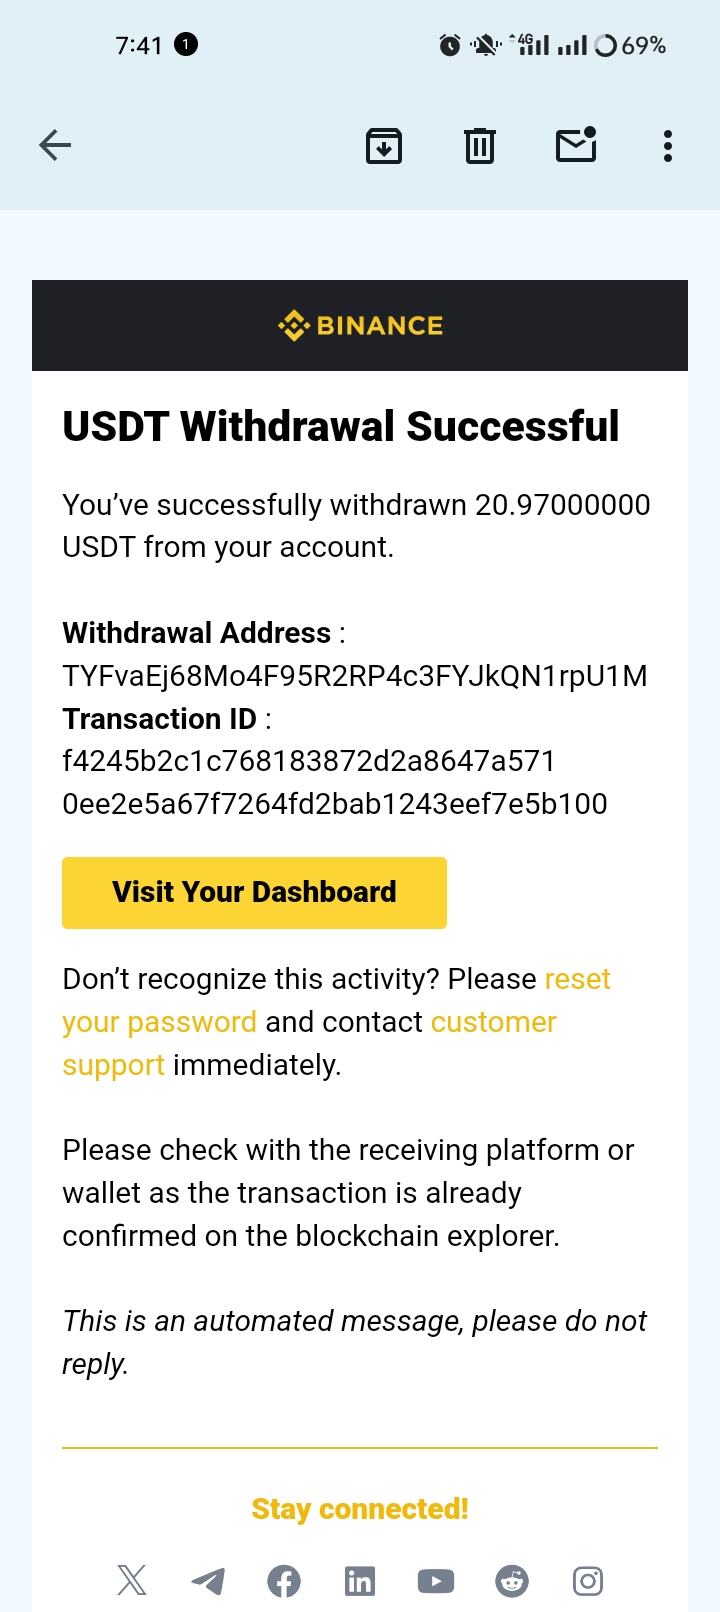 7:41 1 4G 69%
BINANCE
USDT Withdrawal Successful
You’ve successfully withdrawn 20.97000000
USDT from your account.
Withdrawal Address :
TYFvaEj68Mo4F95R2RP4c3FYJkQN1rpU1M
Transaction ID :
f4245b2c1c768183872d2a8647a571
0ee2e5a67f7264fd2bab1243eef7e5b100
Visit Your Dashboard
Don’t recognize this activity? Please reset
your password and contact customer
support immediately.
Please check with the receiving platform or
wallet as the transaction is already
confirmed on the blockchain explorer.
This is an automated message, please do not
reply.
Stay connected!